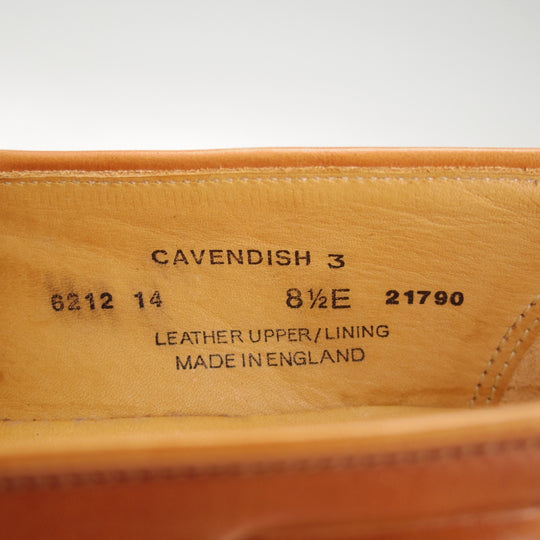 CAVENDISH 3
6212 14 8½E 21790
LEATHER UPPER/LINING
MADE IN ENGLAND